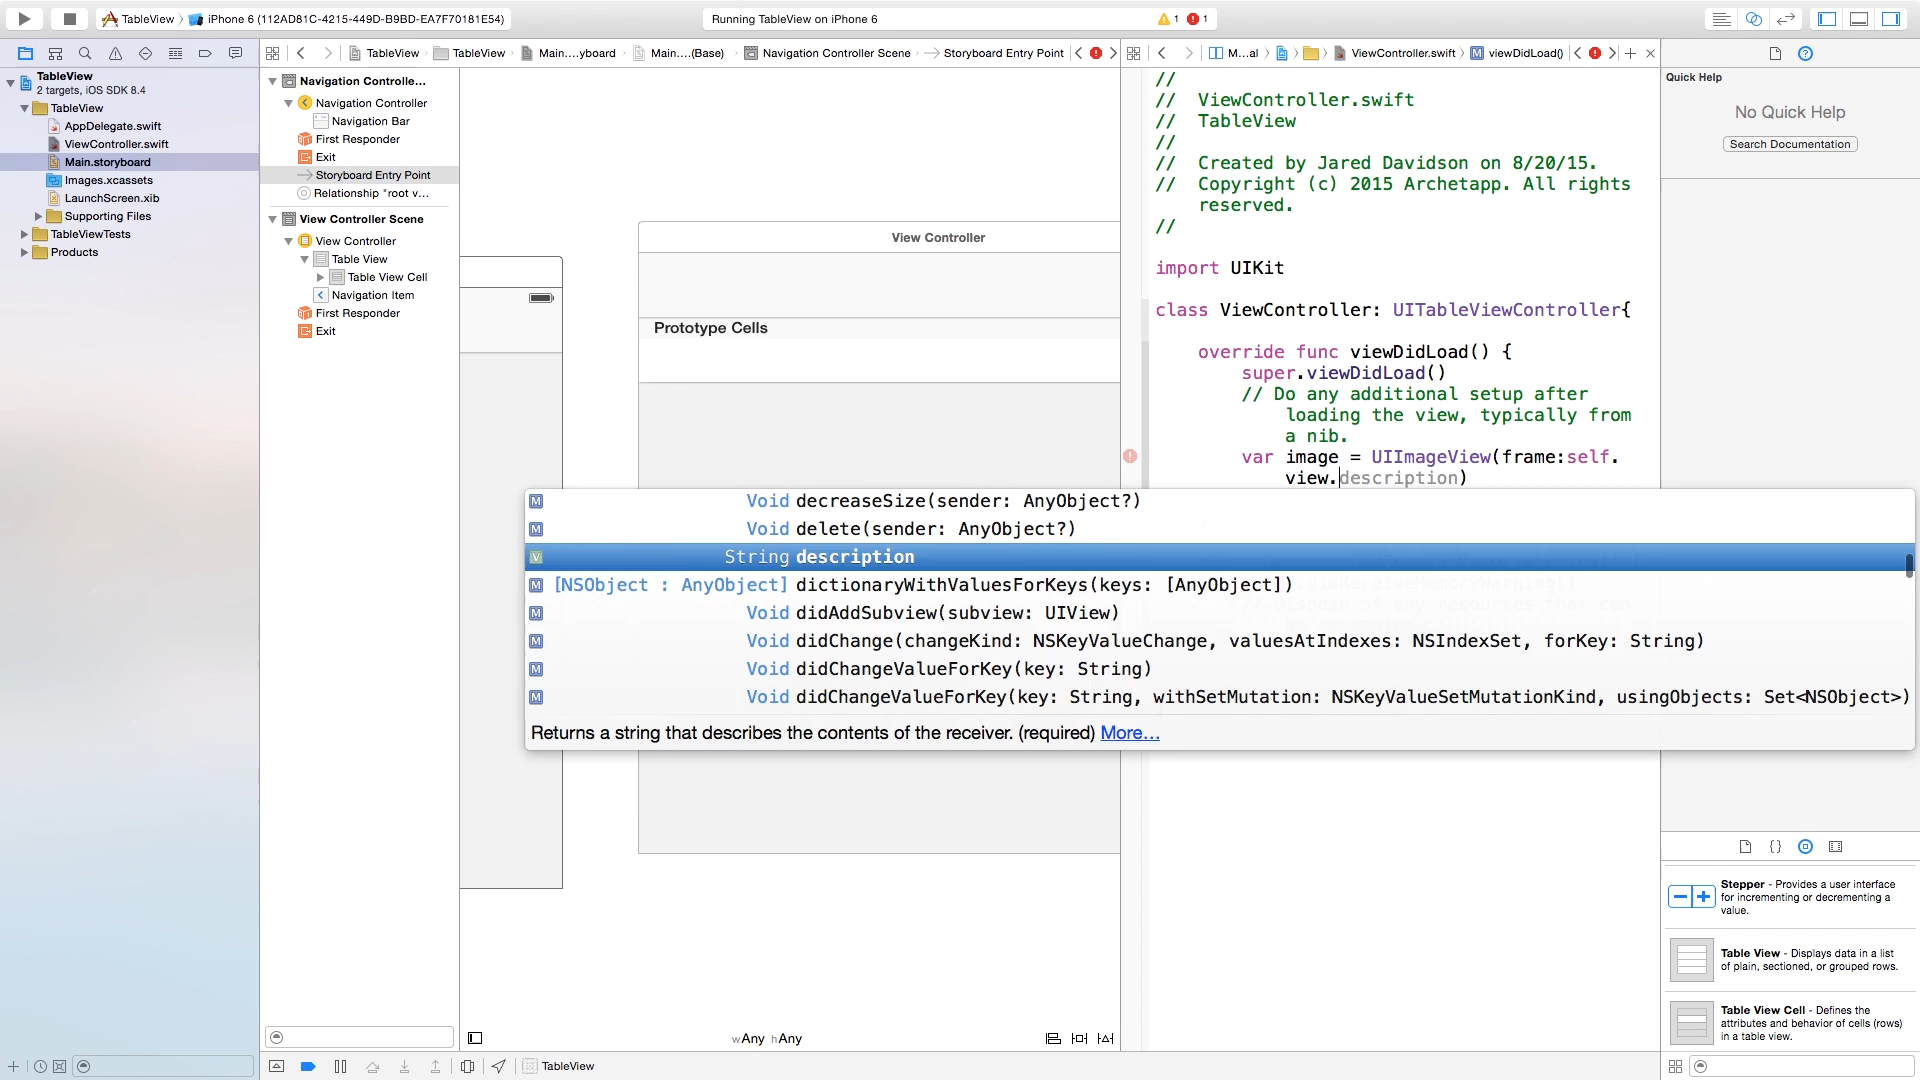 TableView
iPhone 6 (112AD81C-4215-449D-B9BD-EA7F70181E54)
Running TableView on iPhone 6
1
1
TableView
TableView
Main....yboard
Main....(Base)
Navigation Controller Scene
Storyboard Entry Point
M...al
ViewController.swift
viewDidLoad()
TableView
2 targets, iOS SDK 8.4
TableView
AppDelegate.swift
ViewController.swift
Main.storyboard
Images.xcassets
LaunchScreen.xib
Supporting Files
TableViewTests
Products
Navigation Controlle...
Navigation Controller
Navigation Bar
First Responder
Exit
Storyboard Entry Point
Relationship "root v...
View Controller Scene
View Controller
Table View
Table View Cell
Navigation Item
First Responder
Exit
View Controller
Prototype Cells
//
// ViewController.swift
// TableView
//
// Created by Jared Davidson on 8/20/15.
// Copyright (c) 2015 Archetapp. All rights
reserved.
//
import UIKit
class ViewController: UITableViewController{
override func viewDidLoad() {
super.viewDidLoad()
// Do any additional setup after
loading the view, typically from
a nib.
var image = UIImageView(frame:self.
view.description)
Void decreaseSize(sender: AnyObject?)
Void delete(sender: AnyObject?)
String description
[NSObject : AnyObject] dictionaryWithValuesForKeys(keys: [AnyObject])
Void didAddSubview(subview: UIView)
Void didChange(changeKind: NSKeyValueChange, valuesAtIndexes: NSIndexSet, forKey: String)
Void didChangeValueForKey(key: String)
Void didChangeValueForKey(key: String, withSetMutation: NSKeyValueSetMutationKind, usingObjects: Set<NSObject>)
Returns a string that describes the contents of the receiver. (required) More...
Quick Help
No Quick Help
Search Documentation
{}
Stepper - Provides a user interface
for incrementing or decrementing a
value.
Table View - Displays data in a list
of plain, sectioned, or grouped rows.
Table View Cell - Defines the
attributes and behavior of cells (rows)
in a table view.
wAny hAny
TableView